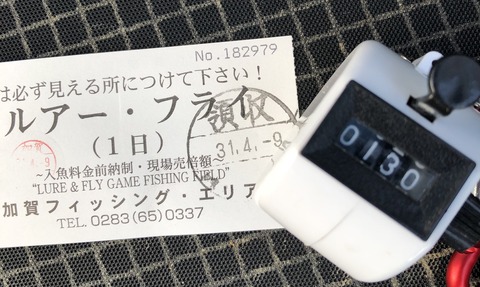 No.182979
は必ず見える所につけて下さい！
ルアー・フライ
（1日）
領収
31.4.-9
~入魚料金前納制・現場売倍額~
"LURE & FLY GAME FISHING FIELD"
加賀フィッシング・エリア
TEL. 0283 (65) 0337
0130